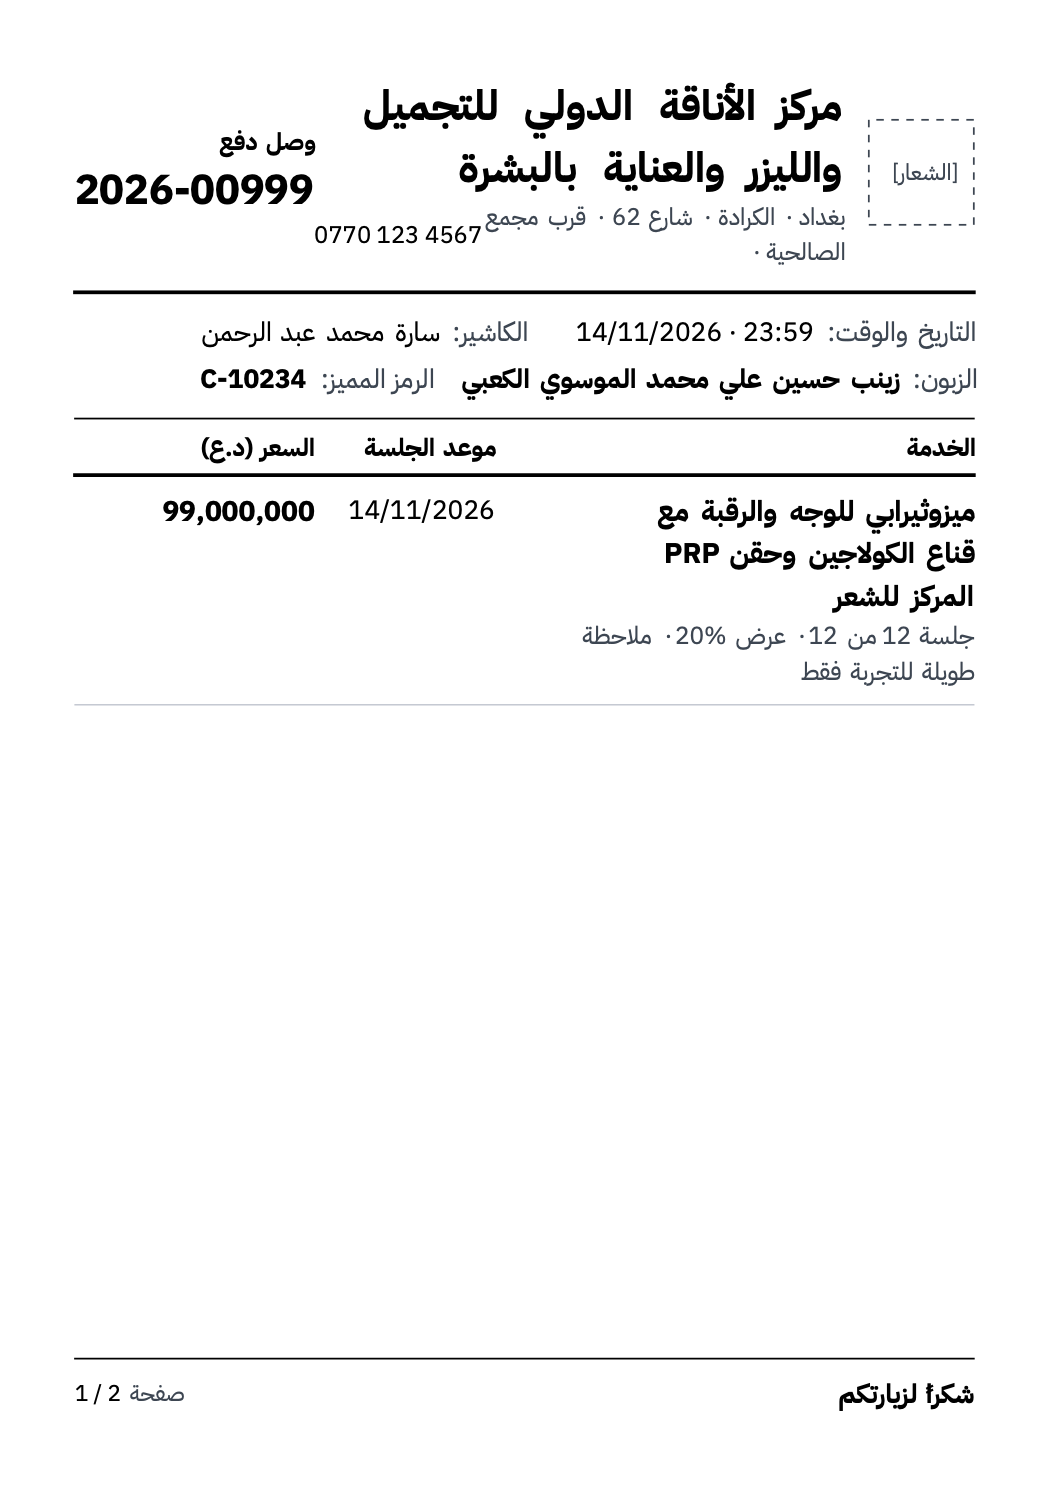 [الشعار]
مركز الأناقة الدولي للتجميل
والليزر والعناية بالبشرة
بغداد · الكرادة · شارع 62 · قرب مجمع
الصالحية ·
0770 123 4567
وصل دفع
2026-00999
التاريخ والوقت: 14/11/2026 · 23:59 الكاشير: سارة محمد عبد الرحمن
الزبون: زينب حسين علي محمد الموسوي الكعبي الرمز المميز: C-10234
الخدمة موعد الجلسة السعر (د.ع)
ميزوثيرابي للوجه والرقبة مع 14/11/2026 99,000,000
قناع الكولاجين وحقن PRP
المركز للشعر
جلسة 12 من 12 · عرض 20% · ملاحظة
طويلة للتجربة فقط
شكراً لزيارتكم صفحة 2 / 1